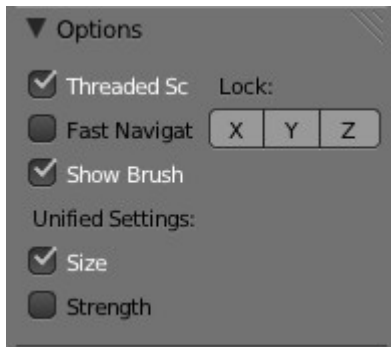 Options
Threaded Sc Lock:
Fast Navigat X Y Z
Show Brush
Unified Settings:
Size
Strength